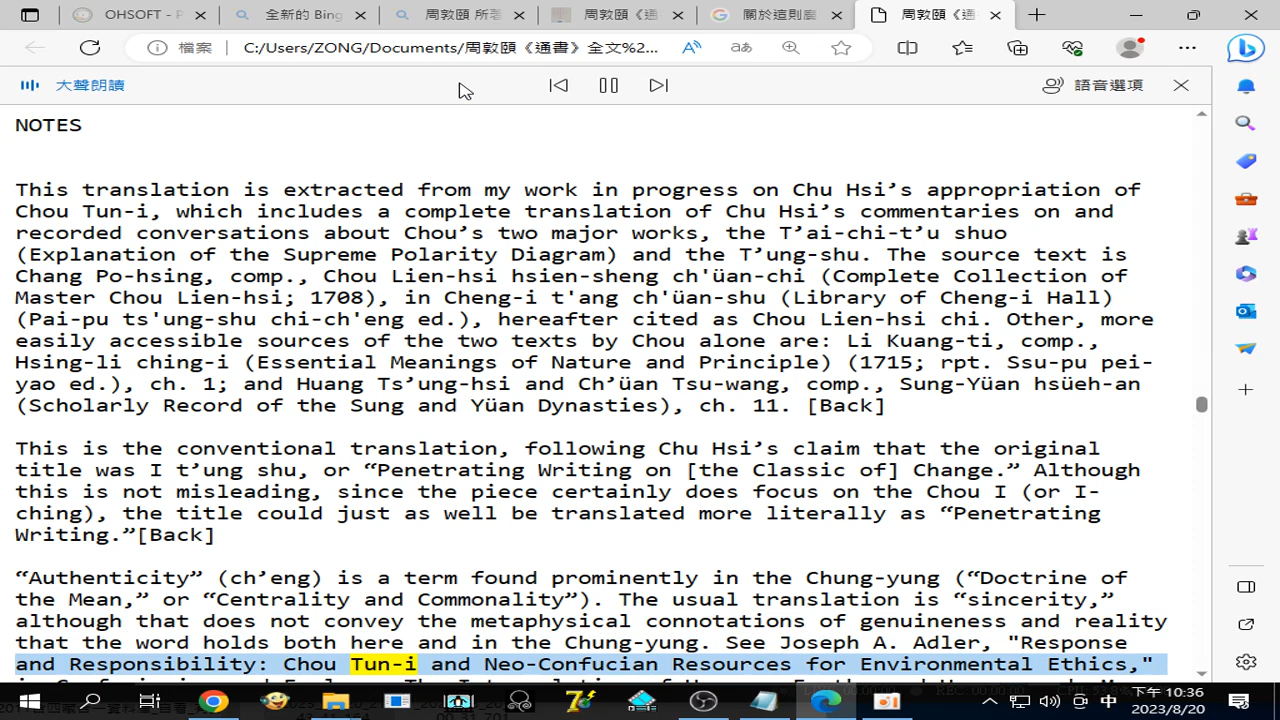 OHSOFT - P
全新的 Bing
周敦頤 所著
周敦頤《通
關於這則廣
周敦頤《通
檔案
C:/Users/ZONG/Documents/周敦頤《通書》全文%2...
大聲朗讀
語音選項
NOTES
This translation is extracted from my work in progress on Chu Hsi’s appropriation of
Chou Tun-i, which includes a complete translation of Chu Hsi’s commentaries on and
recorded conversations about Chou’s two major works, the T’ai-chi-t’u shuo
(Explanation of the Supreme Polarity Diagram) and the T’ung-shu. The source text is
Chang Po-hsing, comp., Chou Lien-hsi hsien-sheng ch'üan-chi (Complete Collection of
Master Chou Lien-hsi; 1708), in Cheng-i t'ang ch'üan-shu (Library of Cheng-i Hall)
(Pai-pu ts'ung-shu chi-ch'eng ed.), hereafter cited as Chou Lien-hsi chi. Other, more
easily accessible sources of the two texts by Chou alone are: Li Kuang-ti, comp.,
Hsing-li ching-i (Essential Meanings of Nature and Principle) (1715; rpt. Ssu-pu pei-
yao ed.), ch. 1; and Huang Ts’ung-hsi and Ch’üan Tsu-wang, comp., Sung-Yüan hsüeh-an
(Scholarly Record of the Sung and Yüan Dynasties), ch. 11. [Back]
This is the conventional translation, following Chu Hsi’s claim that the original
title was I t’ung shu, or “Penetrating Writing on [the Classic of] Change.” Although
this is not misleading, since the piece certainly does focus on the Chou I (or I-
ching), the title could just as well be translated more literally as “Penetrating
Writing.”[Back]
“Authenticity” (ch’eng) is a term found prominently in the Chung-yung (“Doctrine of
the Mean,” or “Centrality and Commonality”). The usual translation is “sincerity,”
although that does not convey the metaphysical connotations of genuineness and reality
that the word holds both here and in the Chung-yung. See Joseph A. Adler, "Response
and Responsibility: Chou Tun-i and Neo-Confucian Resources for Environmental Ethics,"
中
下午 10:36
2023/8/20